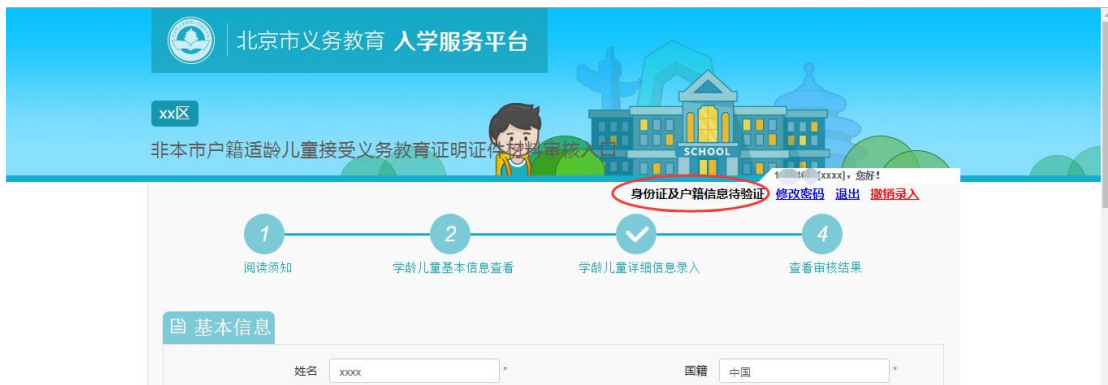 北京市义务教育 入学服务平台
xx区
非本市户籍适龄儿童接受义务教育证明证件材料审核入口
SCHOOL
[xxxx]，您好！
身份证及户籍信息待验证 修改密码 退出 撤销录入
1 2 4
阅读须知 学龄儿童基本信息查看 学龄儿童详细信息录入 查看审核结果
基本信息
姓名 xxxx * 国籍 中国 *